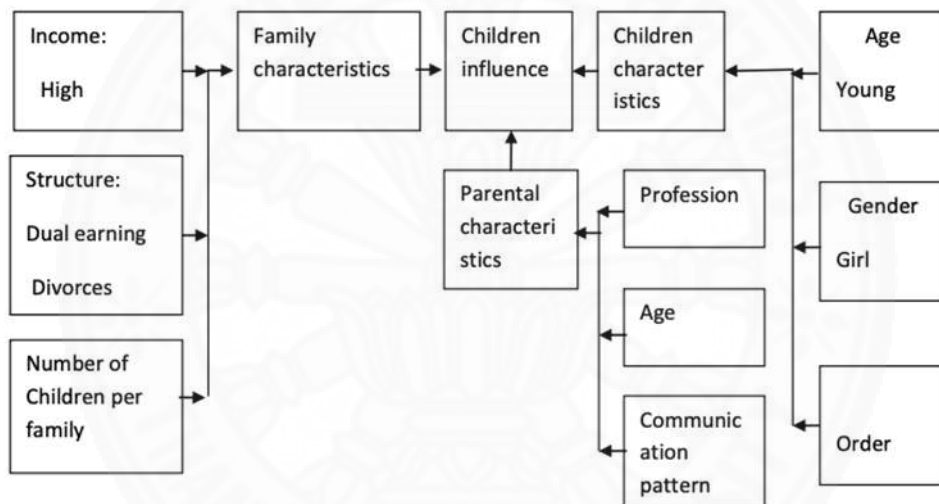 Income:
High
Family
characteristics
Children
influence
Children
character
istics
Age
Young
Structure:
Dual earning
Divorces
Parental
characteri
stics
Profession
Gender
Girl
Number of
Children per
family
Age
Communic
ation
pattern
Order